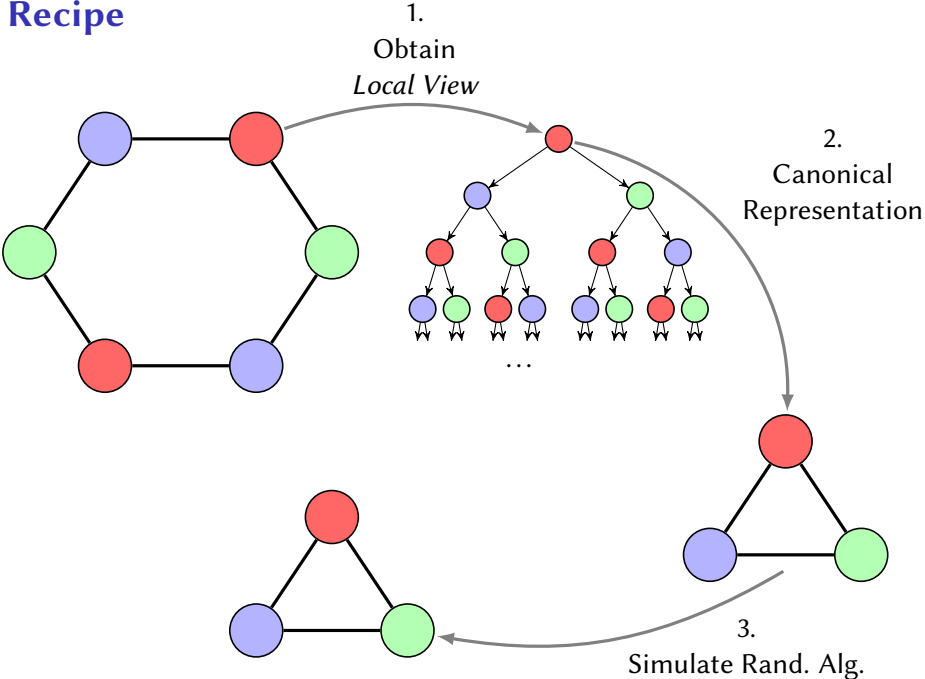 Recipe
1.
Obtain
Local View
2.
Canonical
Representation
...
3.
Simulate Rand. Alg.